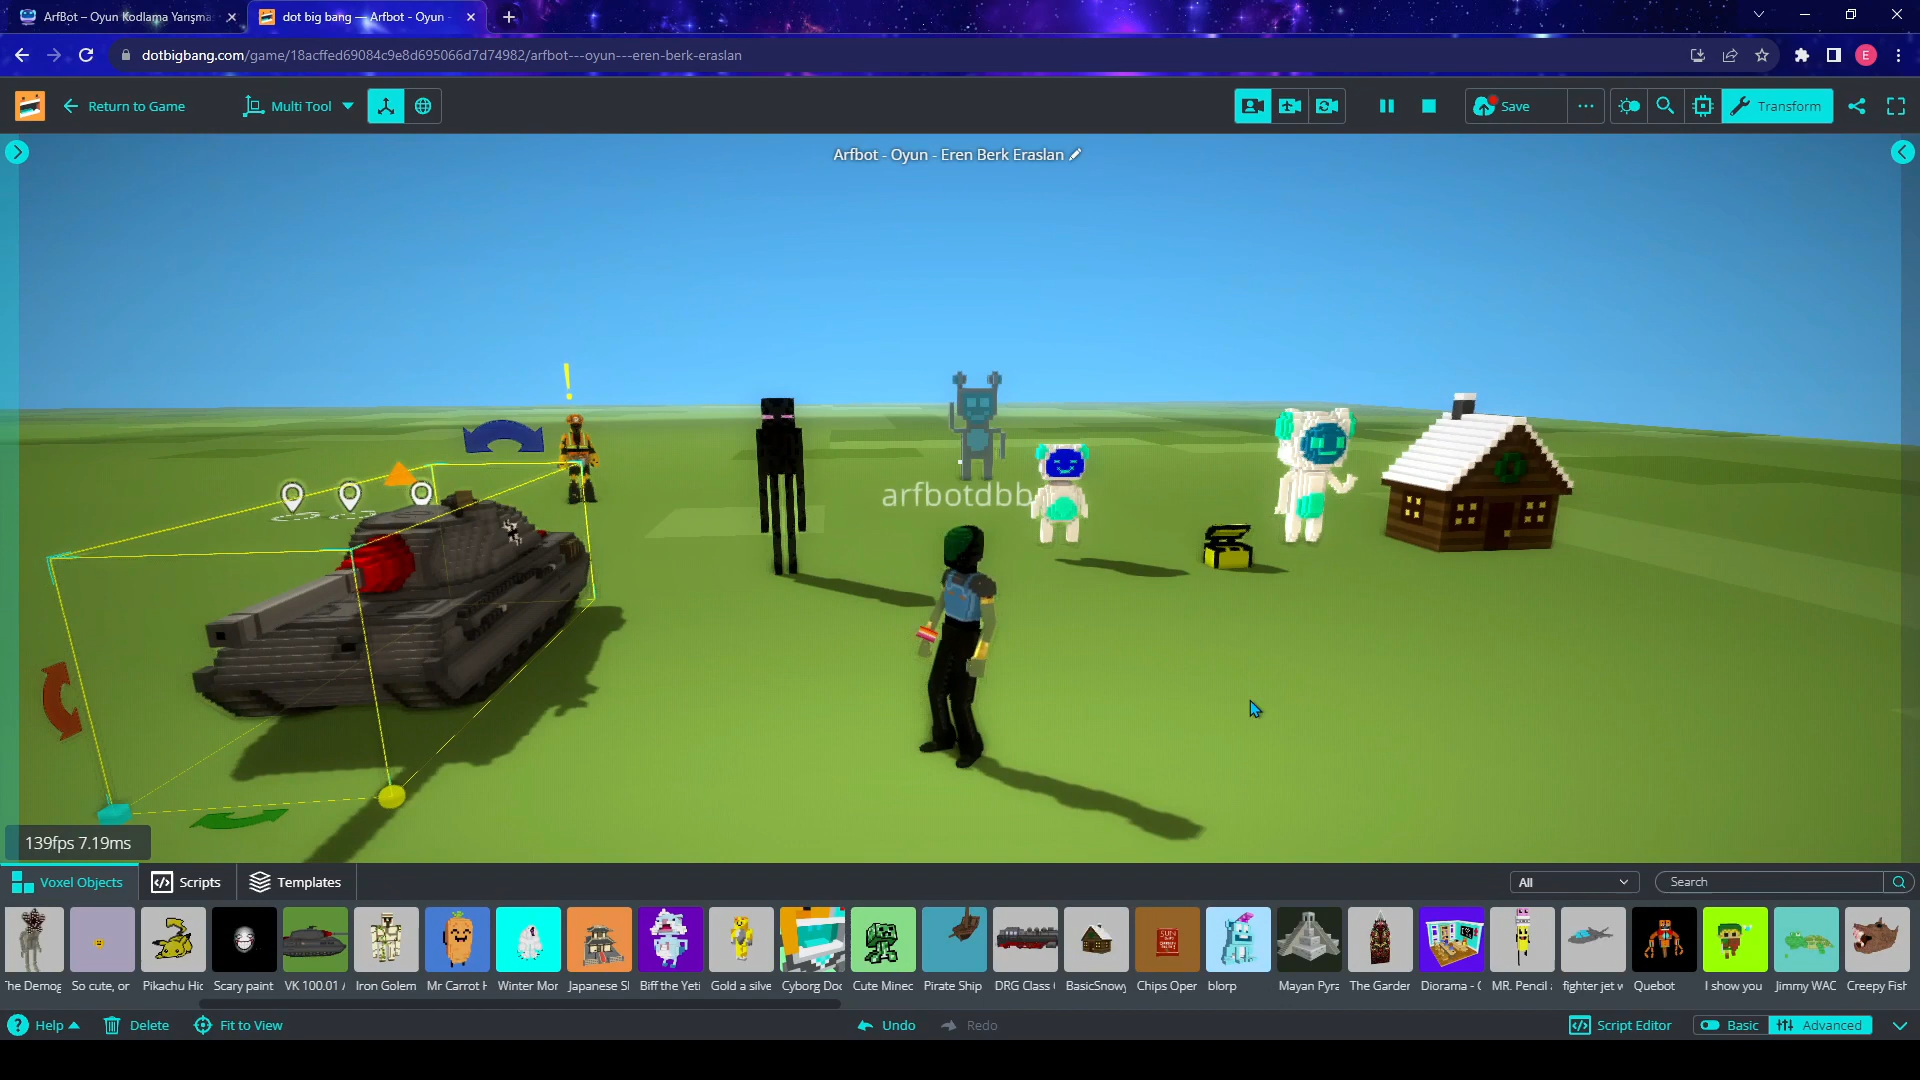 ArfBot – Oyun Kodlama Yarışma
dot big bang — Arfbot - Oyun -
dotbigbang.com/game/18acffed69084c9e8d695066d7d74982/arfbot---oyun---eren-berk-eraslan
E
Return to Game
Multi Tool
Save
Transform
Arfbot - Oyun - Eren Berk Eraslan
!
arfbotdbb
139fps 7.19ms
Voxel Objects
Scripts
Templates
All
Search
The Demog
So cute, or
Pikachu Hic
Scary paint
VK 100.01 /
Iron Golem
Mr Carrot H
Winter Mor
Japanese S
Biff the Yeti
Gold a silve
Cyborg Doc
Cute Minec
Pirate Ship
DRG Class
BasicSnowy
Chips Oper
blorp
Mayan Pyra
The Garder
Diorama - C
MR. Pencil
fighter jet w
Quebot
I show you
Jimmy WAC
Creepy Fish
Help
Delete
Fit to View
Undo
Redo
Script Editor
Basic
Advanced